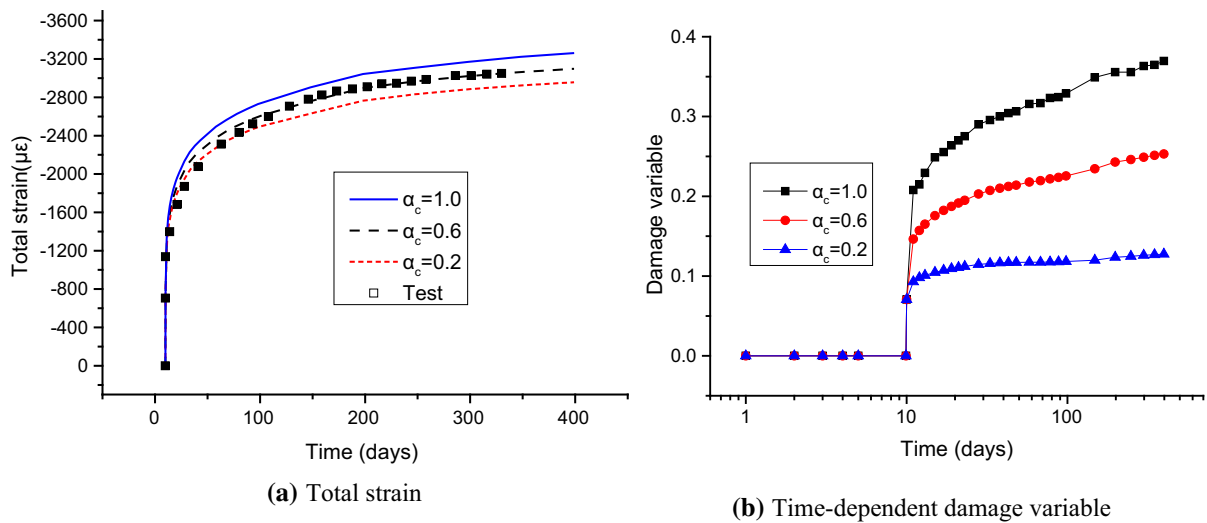 -3600
-3200
-2800
-2400
-2000
-1600
-1200
-800
-400
0
Total strain(με)
0 100 200 300 400
Time (days)
α_c=1.0
α_c=0.6
α_c=0.2
Test
(a) Total strain
0.4
0.3
0.2
0.1
0.0
Damage variable
1 10 100
Time (days)
α_c=1.0
α_c=0.6
α_c=0.2
(b) Time-dependent damage variable